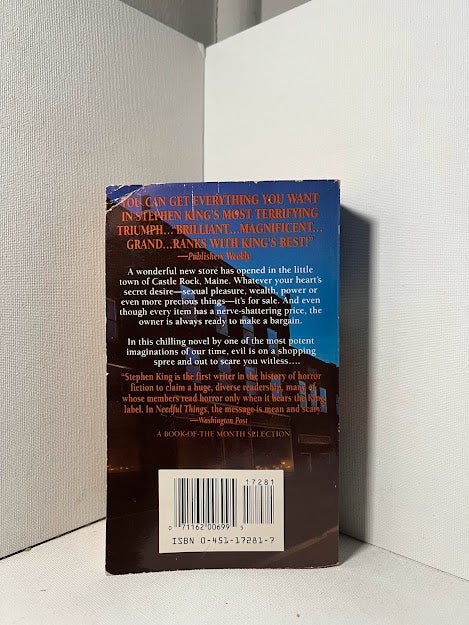 YOU CAN GET EVERYTHING YOU WANT
IN STEPHEN KING'S MOST TERRIFYING
TRIUMPH..."BRILLIANT...MAGNIFICENT...
GRAND...RANKS WITH KING'S BEST!"
—Publishers Weekly
A wonderful new store has opened in the little
town of Castle Rock, Maine. Whatever your heart's
secret desire—sexual pleasure, wealth, power or
even more precious things—it's for sale. And even
though every item has a nerve-shattering price, the
owner is always ready to make a bargain.
In this chilling novel by one of the most potent
imaginations of our time, evil is on a shopping
spree and out to scare you witless....
"Stephen King is the first writer in the history of horror
fiction to claim a huge, diverse readership, many of
whose members read horror only when it bears the King
label. In Needful Things, the message is mean and scary."
—Washington Post
A BOOK-OF-THE MONTH SELECTION
17281
0 71162 00699 3
ISBN 0-451-17281-7